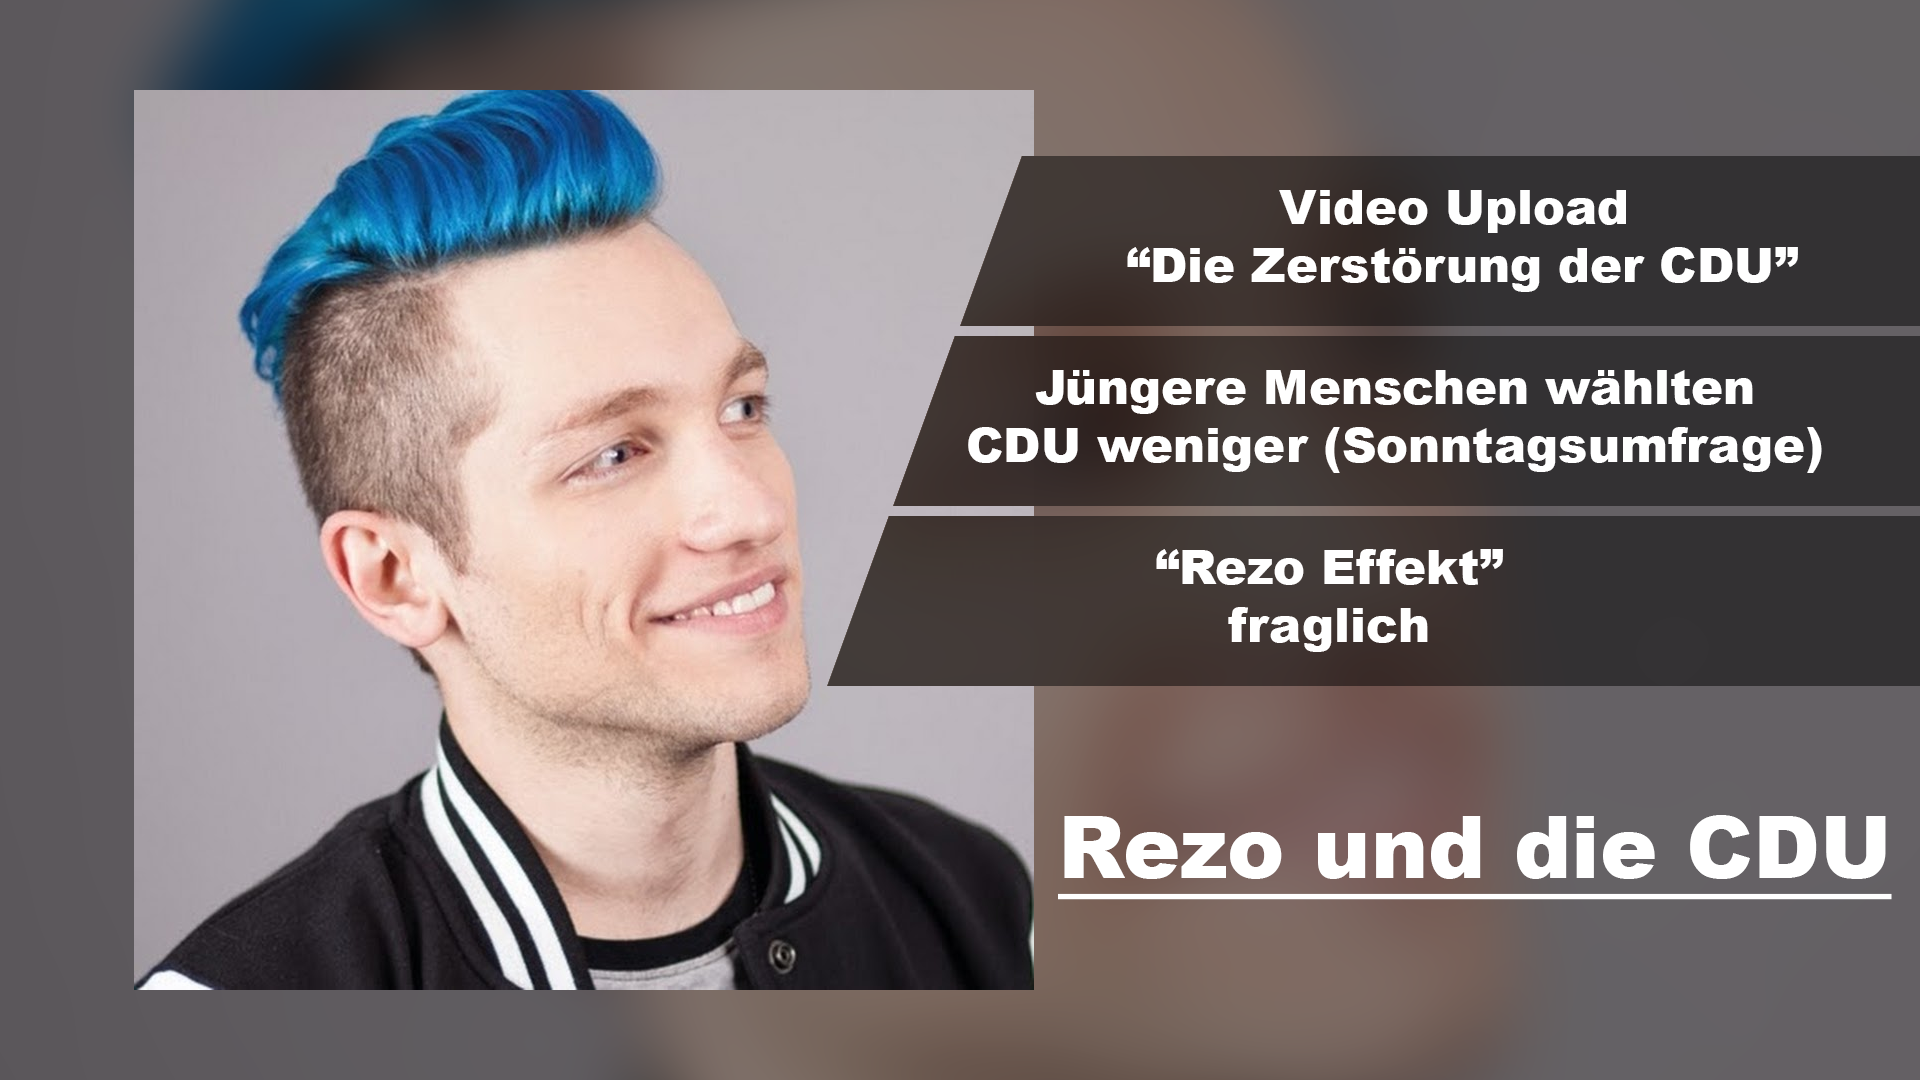 Video Upload
“Die Zerstörung der CDU”
Jüngere Menschen wählten
CDU weniger (Sonntagsumfrage)
“Rezo Effekt”
fraglich
Rezo und die CDU